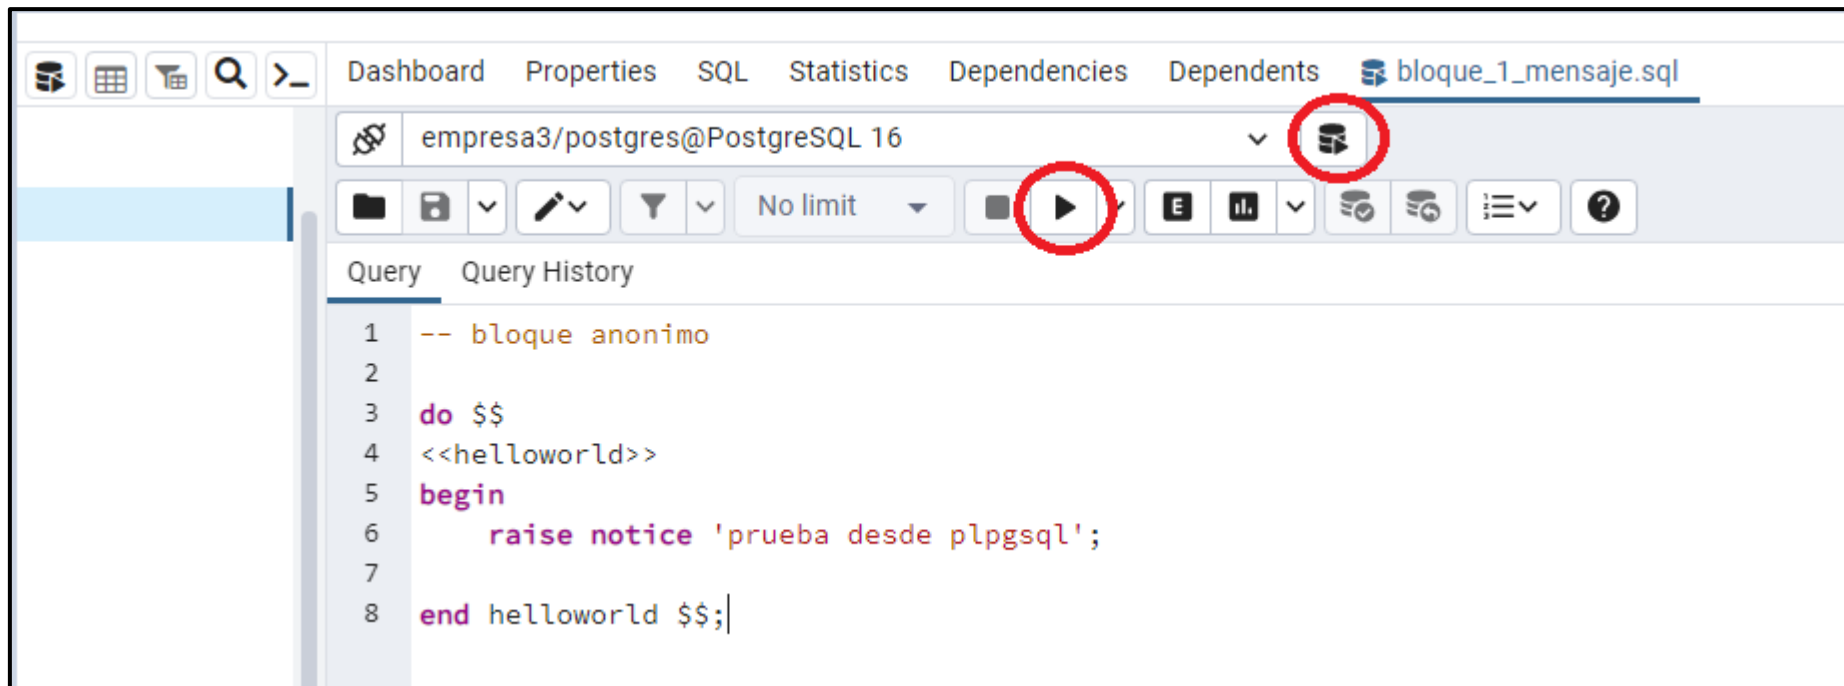 Dashboard Properties SQL Statistics Dependencies Dependents bloque_1_mensaje.sql
empresa3/postgres@PostgreSQL 16
No limit E ?
Query Query History
1 -- bloque anonimo
2
3 do $$
4 <<helloworld>>
5 begin
6 raise notice 'prueba desde plpgsql';
7
8 end helloworld $$;